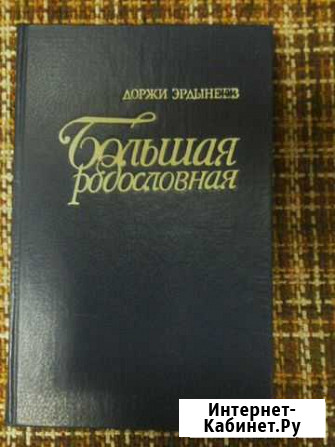 ДОРЖИ ЭРДЫНЕЕВ
Большая
родословная
Интернет-
Кабинет.Ру